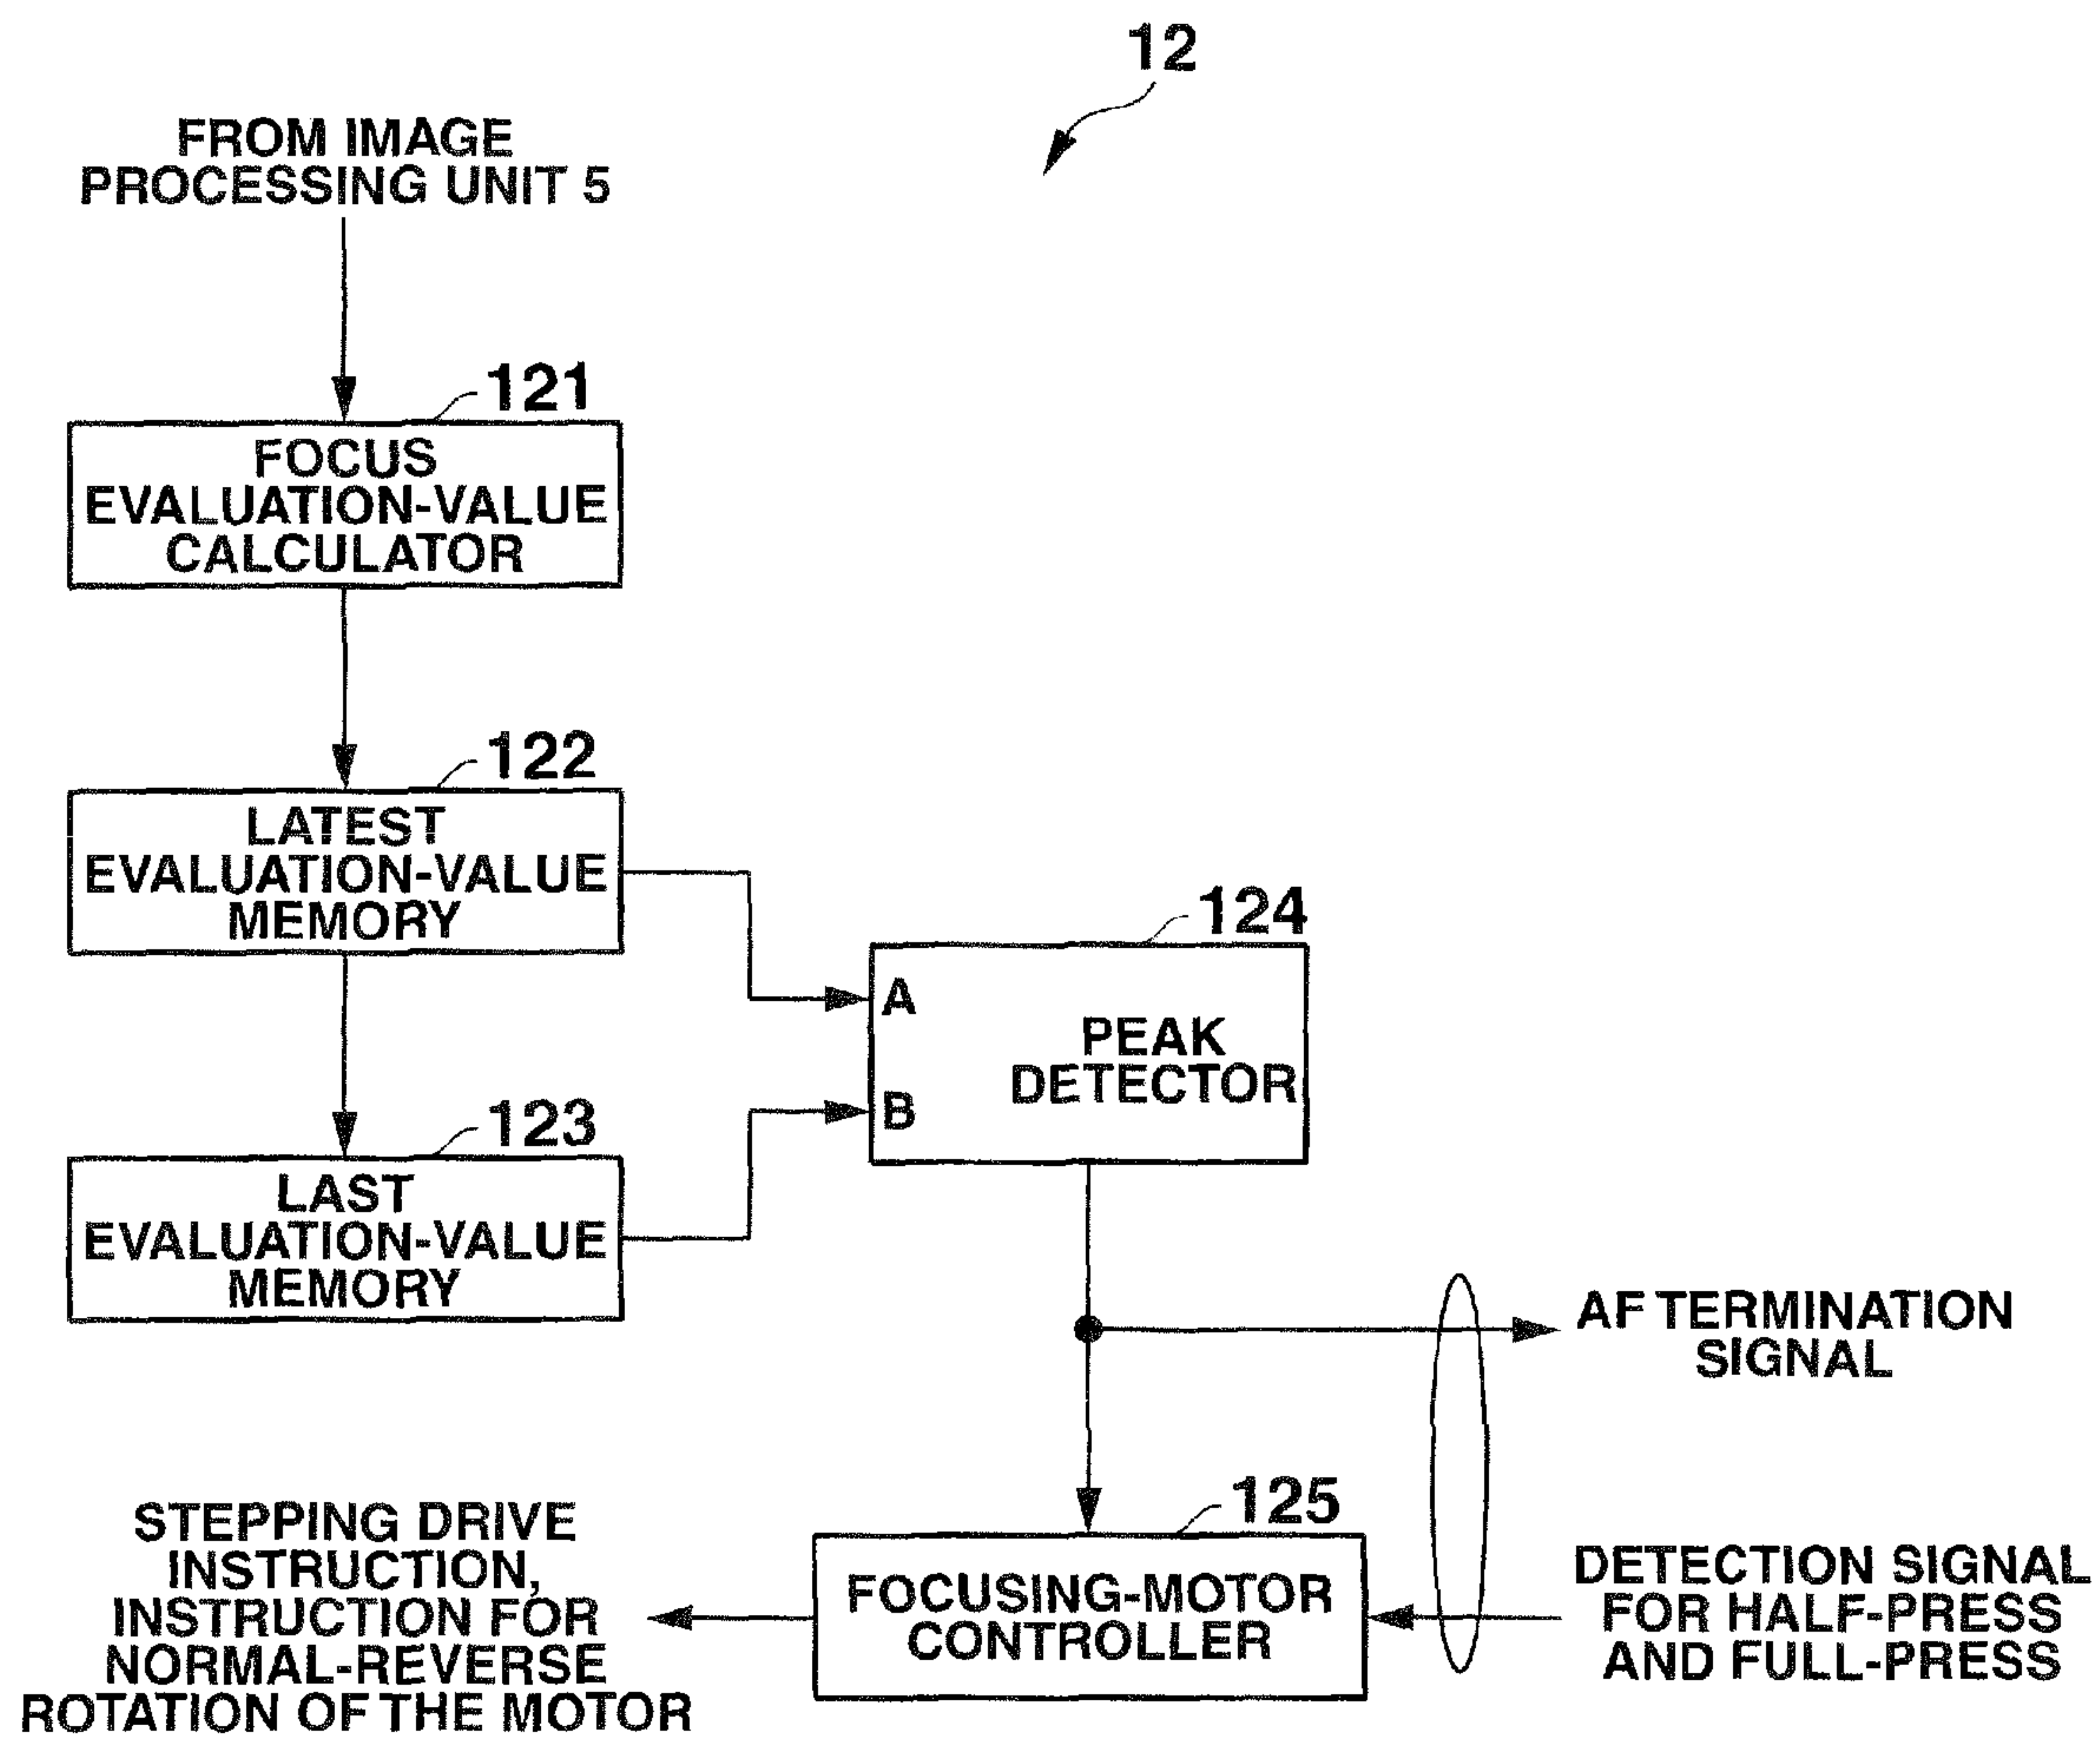 12
FROM IMAGE
PROCESSING UNIT 5
121
FOCUS
EVALUATION-VALUE
CALCULATOR
122
LATEST
EVALUATION-VALUE
MEMORY
123
LAST
EVALUATION-VALUE
MEMORY
124
A
PEAK
DETECTOR
B
AF TERMINATION
SIGNAL
125
FOCUSING-MOTOR
CONTROLLER
STEPPING DRIVE
INSTRUCTION,
INSTRUCTION FOR
NORMAL-REVERSE
ROTATION OF THE MOTOR
DETECTION SIGNAL
FOR HALF-PRESS
AND FULL-PRESS